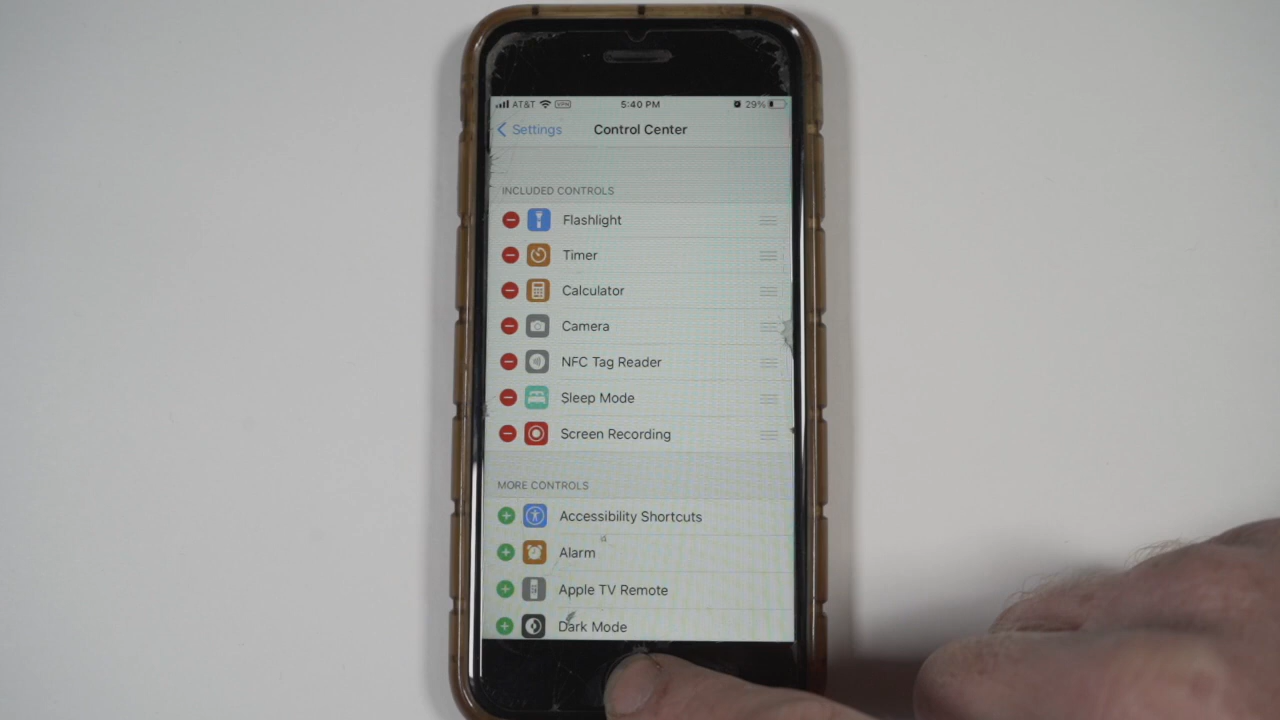 AT&T VPN 5:40 PM 29%
Settings Control Center
INCLUDED CONTROLS
Flashlight
Timer
Calculator
Camera
NFC Tag Reader
Sleep Mode
Screen Recording
MORE CONTROLS
Accessibility Shortcuts
Alarm
Apple TV Remote
Dark Mode